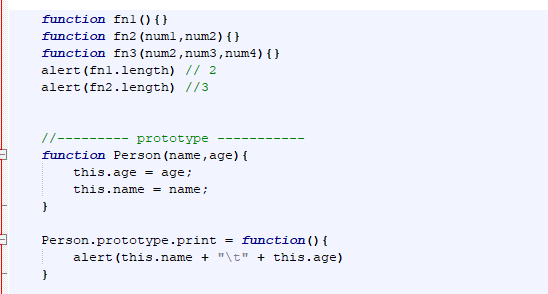 function fn1(){}
function fn2(num1,num2){}
function fn3(num2,num3,num4){}
alert(fn1.length) // 2
alert(fn2.length) //3
//--------- prototype -----------
function Person(name,age){
    this.age = age;
    this.name = name;
}
Person.prototype.print = function(){
    alert(this.name + "\t" + this.age)
}